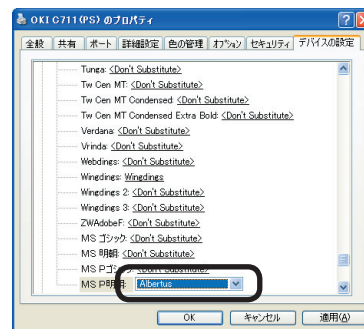 OKI C711(PS) のプロパティ
全般 共有 ポート 詳細設定 色の管理 オプション セキュリティ デバイスの設定
Tunga: <Don't Substitute>
Tw Cen MT: <Don't Substitute>
Tw Cen MT Condensed: <Don't Substitute>
Tw Cen MT Condensed Extra Bold: <Don't Substitute>
Verdana: <Don't Substitute>
Vrinda: <Don't Substitute>
Webdings: <Don't Substitute>
Wingdings: Wingdings
Wingdings 2: <Don't Substitute>
Wingdings 3: <Don't Substitute>
ZWAdobeF: <Don't Substitute>
MS ゴシック: <Don't Substitute>
MS 明朝: <Don't Substitute>
MS Pゴシック: <Don't Substitute>
MS P明朝: Albertus
OK キャンセル 適用(A)